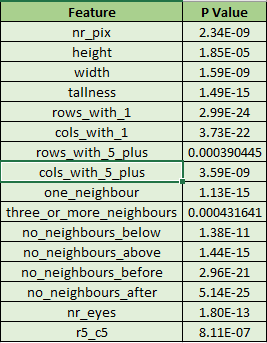 Feature P Value
nr_pix 2.34E-09
height 1.85E-05
width 1.59E-09
tallness 1.49E-15
rows_with_1 2.99E-24
cols_with_1 3.73E-22
rows_with_5_plus 0.000390445
cols_with_5_plus 3.59E-09
one_neighbour 1.13E-15
three_or_more_neighbours 0.000431641
no_neighbours_below 1.38E-11
no_neighbours_above 1.44E-15
no_neighbours_before 2.96E-21
no_neighbours_after 5.14E-25
nr_eyes 1.80E-13
r5_c5 8.11E-07